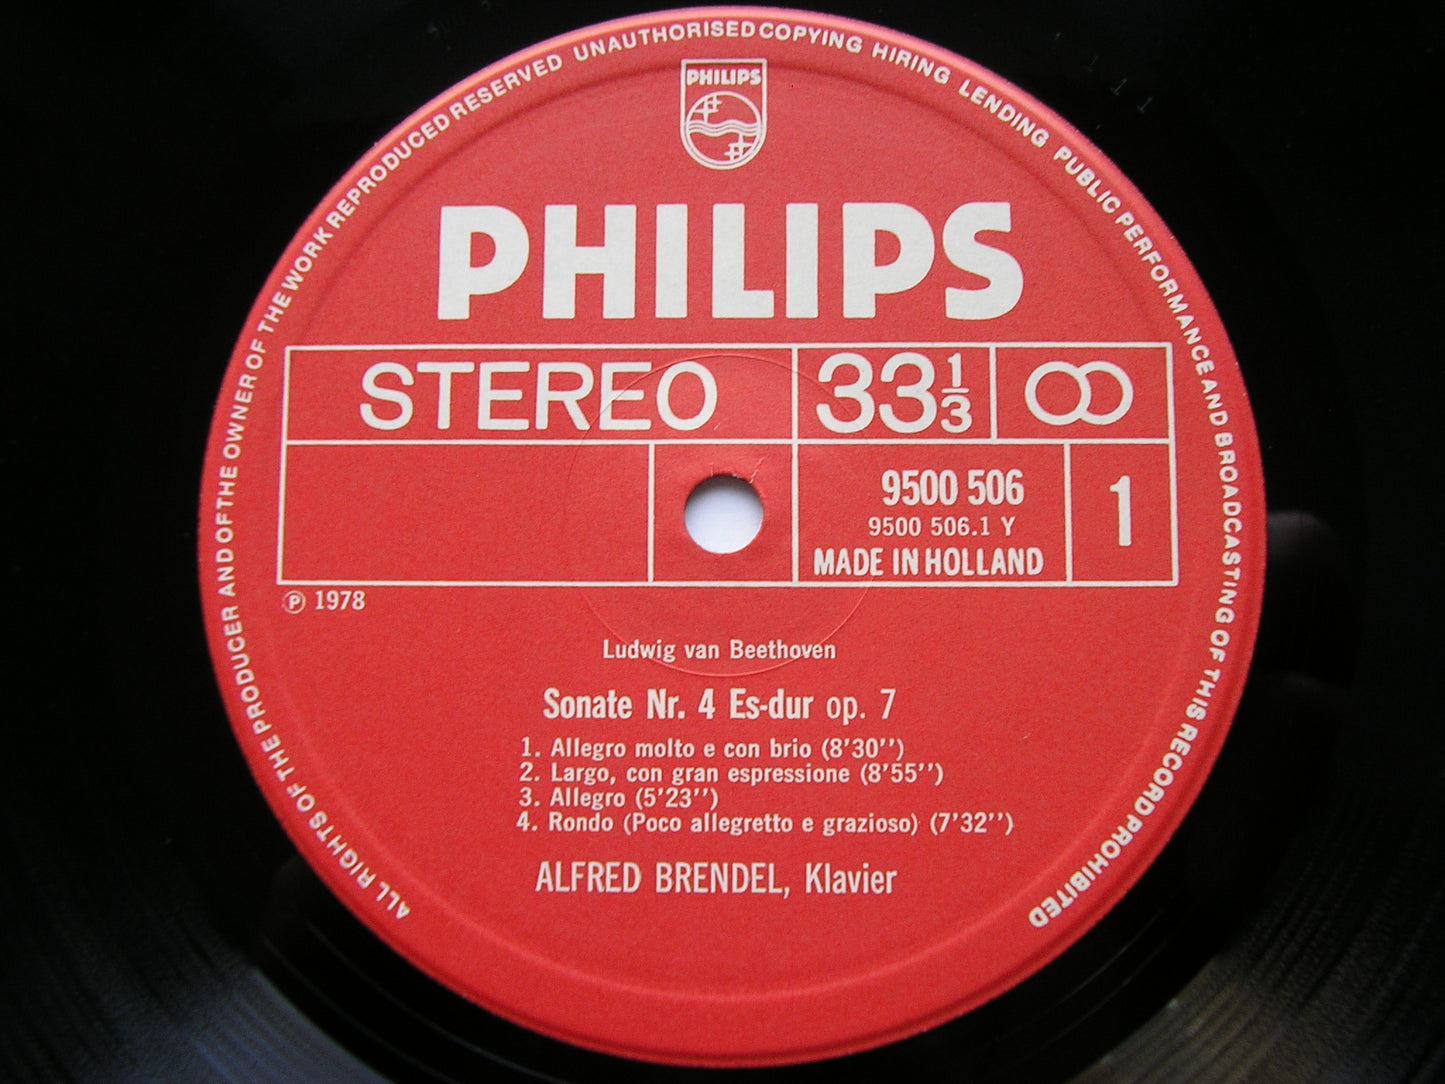 ALL RIGHTS OF THE PRODUCER AND OF THE OWNER OF THE WORK REPRODUCED RESERVED UNAUTHORISED COPYING HIRING LENDING PUBLIC PERFORMANCE AND BROADCASTING OF THIS RECORD PROHIBITED
PHILIPS
PHILIPS
STEREO 33 1/3
9500 506
9500 506.1 Y
MADE IN HOLLAND
1
℗ 1978
Ludwig van Beethoven
Sonate Nr. 4 Es-dur op. 7
1. Allegro molto e con brio (8'30'')
2. Largo, con gran espressione (8'55'')
3. Allegro (5'23'')
4. Rondo (Poco allegretto e grazioso) (7'32'')
ALFRED BRENDEL, Klavier